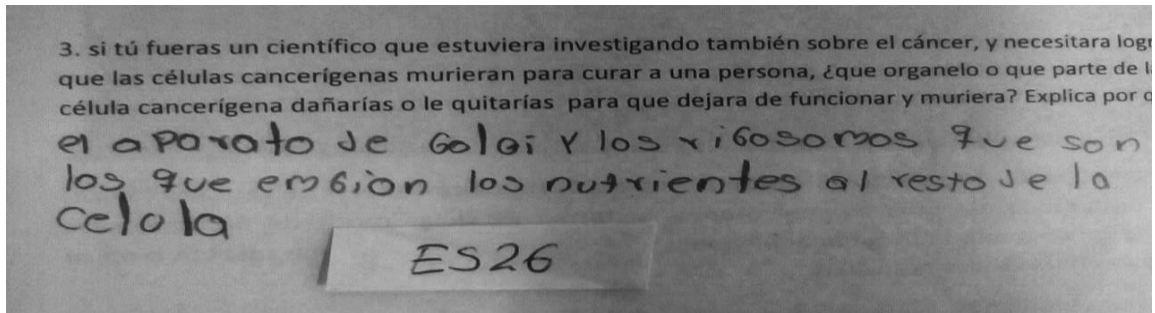 3. si tú fueras un científico que estuviera investigando también sobre el cáncer, y necesitara logr
que las células cancerígenas murieran para curar a una persona, ¿que organelo o que parte de l
célula cancerígena dañarías o le quitarías para que dejara de funcionar y muriera? Explica por q
el aparato de Golgi y los ribosomos que son
los que embion los nutrientes al resto de la
celula
ES26